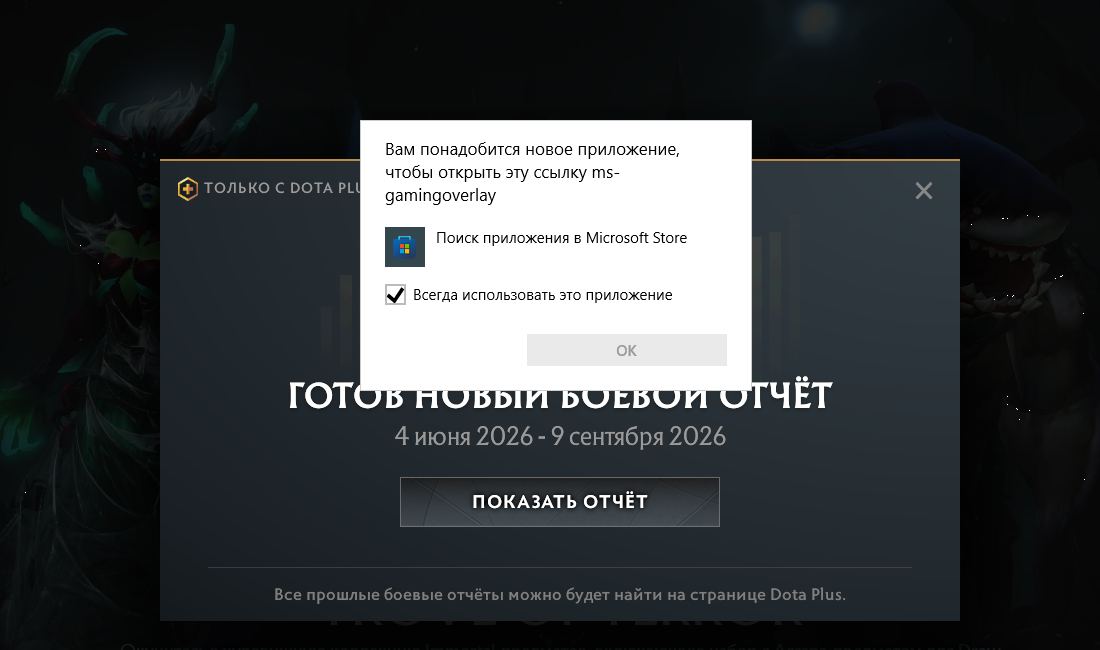 Вам понадобится новое приложение,
чтобы открыть эту ссылку ms-
gamingoverlay
ТОЛЬКО С DOTA PLU
Поиск приложения в Microsoft Store
Всегда использовать это приложение
ОК
ГОТОВ НОВЫЙ БОЕВОЙ ОТЧЁТ
4 июня 2026 - 9 сентября 2026
ПОКАЗАТЬ ОТЧЁТ
Все прошлые боевые отчёты можно будет найти на странице Dota Plus.